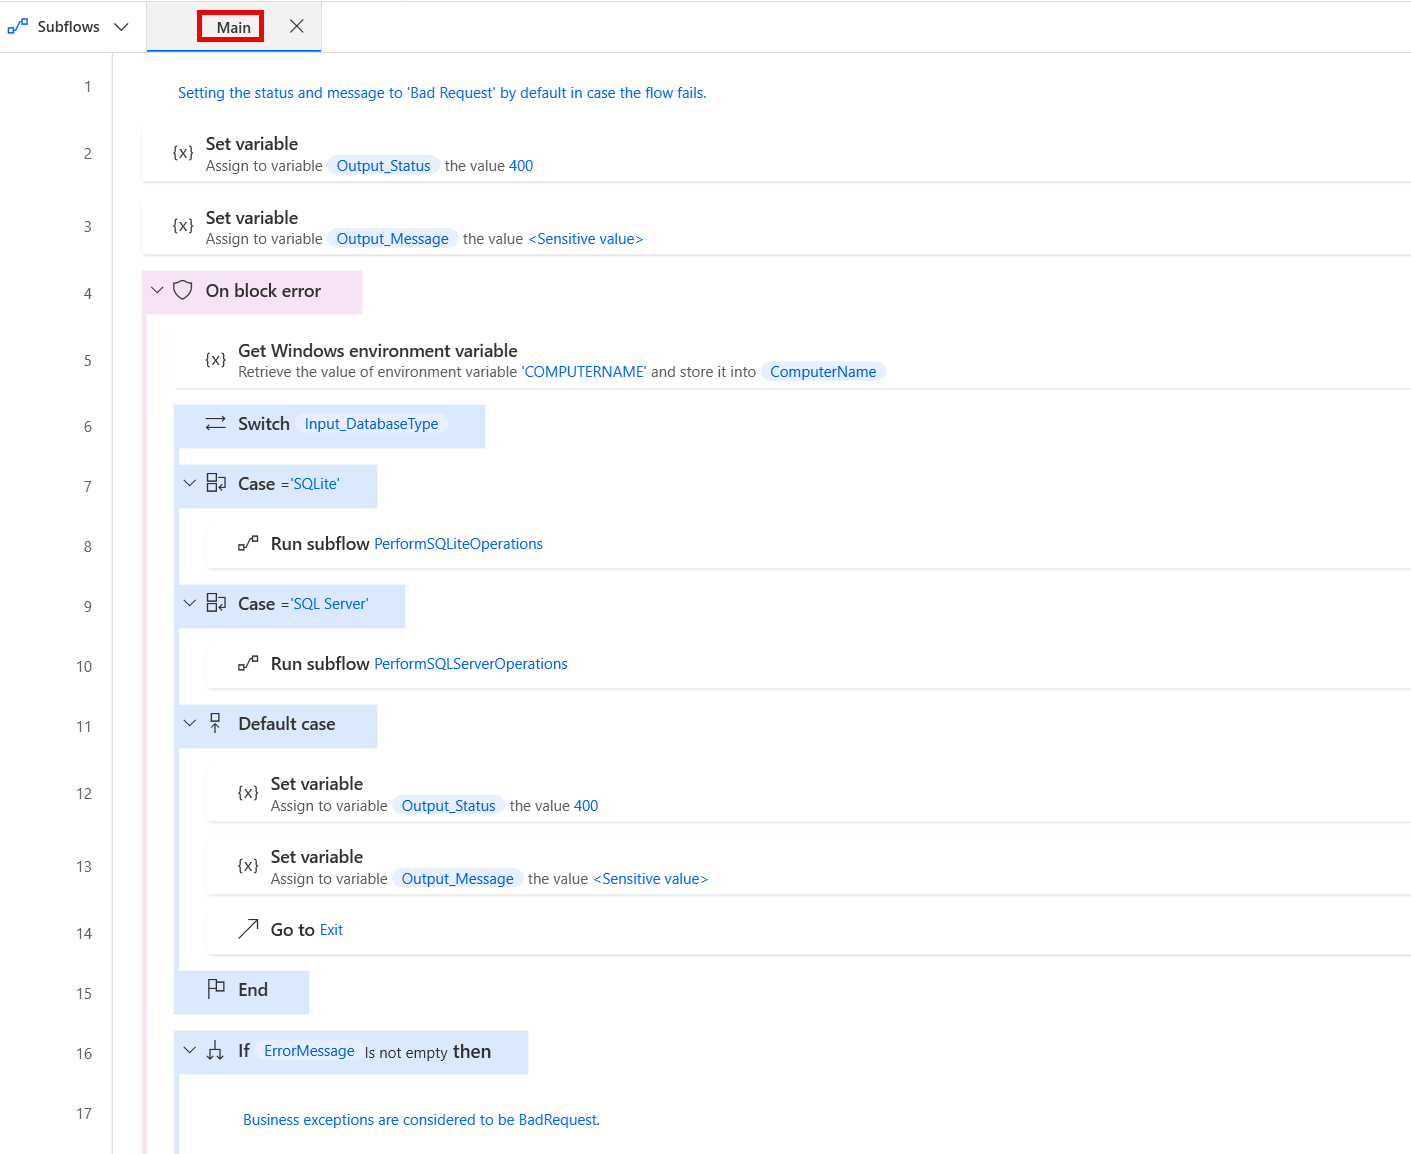 Subflows
Main
1
Setting the status and message to 'Bad Request' by default in case the flow fails.
2
{x}
Set variable
Assign to variable Output_Status the value 400
3
{x}
Set variable
Assign to variable Output_Message the value <Sensitive value>
4
On block error
5
{x}
Get Windows environment variable
Retrieve the value of environment variable 'COMPUTERNAME' and store it into ComputerName
6
Switch Input_DatabaseType
7
Case ='SQLite'
8
Run subflow PerformSQLiteOperations
9
Case ='SQL Server'
10
Run subflow PerformSQLServerOperations
11
Default case
12
{x}
Set variable
Assign to variable Output_Status the value 400
13
{x}
Set variable
Assign to variable Output_Message the value <Sensitive value>
14
Go to Exit
15
End
16
If ErrorMessage Is not empty then
17
Business exceptions are considered to be BadRequest.